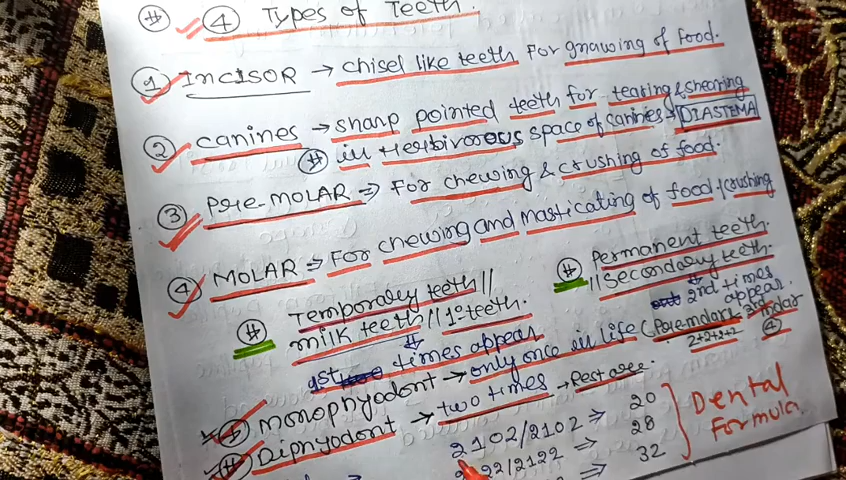 # 4 Types of Teeth.
1 INCISOR → chisel like teeth For gnawing of food.
2 canines → sharp pointed teeth for tearing & shearing
# in Herbivorous space of canines → DIASTEMA
3 Pre-MOLAR → For chewing & crushing of food.
4 MOLAR → For chewing and masticating of food / crushing
# Temporary teeth //
milk teeth // 1° teeth.
1st times appear
# Permanent teeth.
// Secondary teeth.
2nd times
appear.
# monophyodont → only once in life (Premolar 3rd molar
2+2+2+2 4
# Diphyodont → two times → Rest are.
2102/2102 ⇒ 20
2122/2122 ⇒ 28
⇒ 32
Dental
Formula